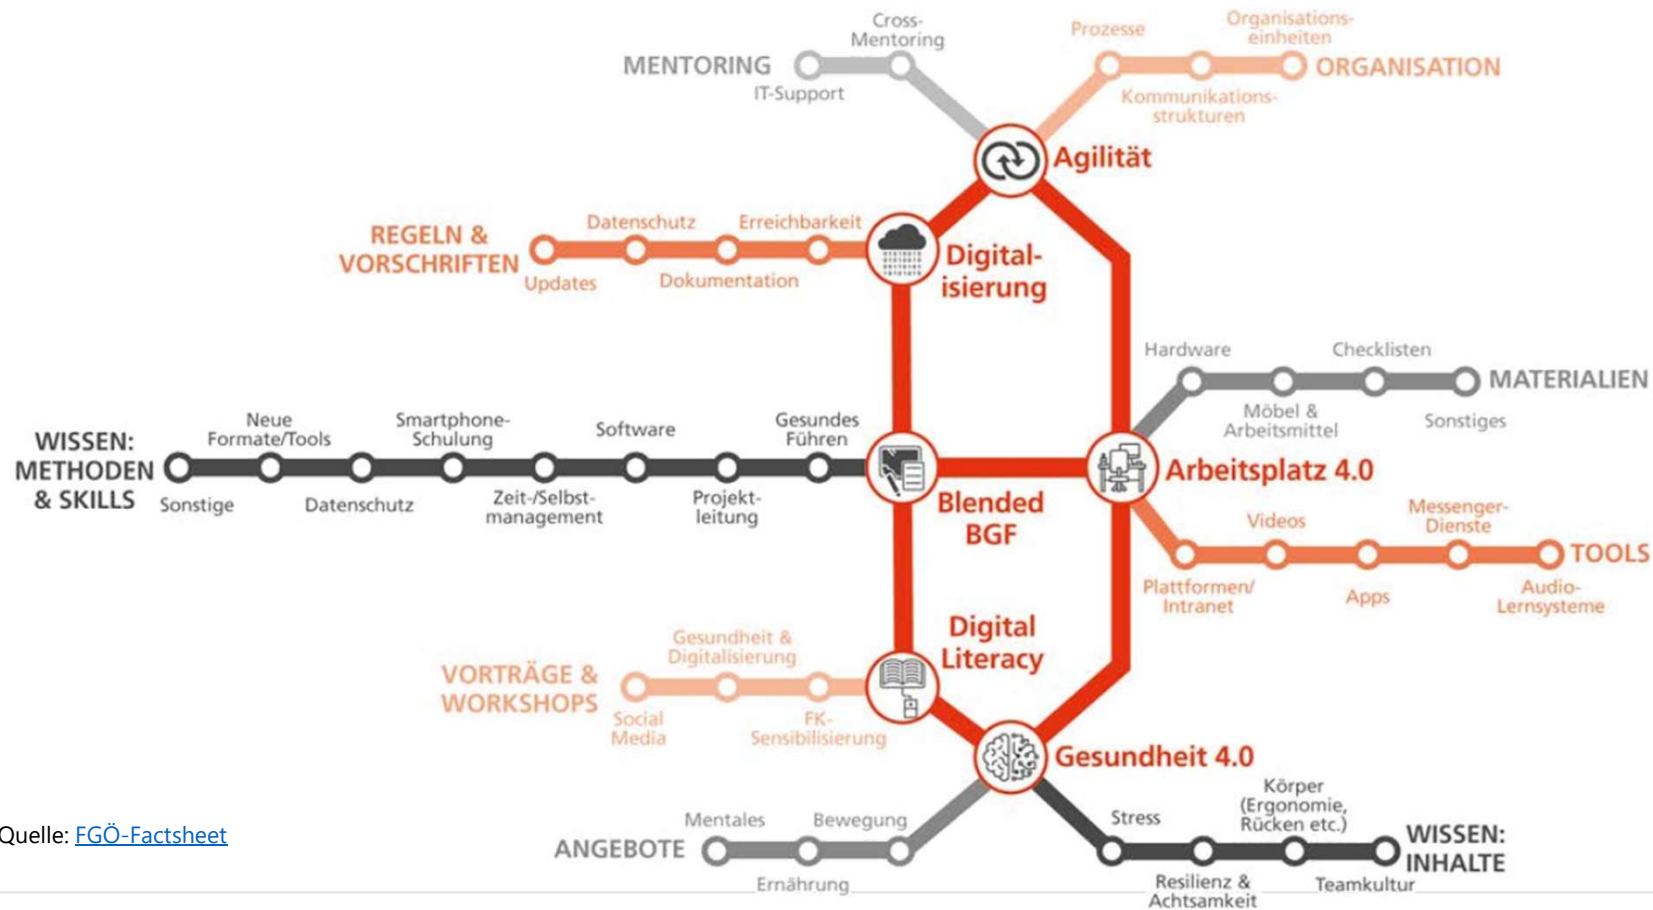 Cross-
Mentoring
MENTORING
IT-Support
Prozesse
Organisations-
einheiten
ORGANISATION
Kommunikations-
strukturen
Agilität
REGELN &
VORSCHRIFTEN
Datenschutz
Erreichbarkeit
Updates
Dokumentation
Digital-
isierung
Hardware
Checklisten
MATERIALIEN
Möbel &
Arbeitsmittel
Sonstiges
WISSEN:
METHODEN
& SKILLS
Neue
Formate/Tools
Smartphone-
Schulung
Software
Gesundes
Führen
Sonstige
Datenschutz
Zeit-/Selbst-
management
Projekt-
leitung
Blended
BGF
Arbeitsplatz 4.0
Videos
Messenger-
Dienste
TOOLS
Plattformen/
Intranet
Apps
Audio-
Lernsysteme
Digital
Literacy
Gesundheit &
Digitalisierung
VORTRÄGE &
WORKSHOPS
Social
Media
FK-
Sensibilisierung
Gesundheit 4.0
Mentales
Bewegung
ANGEBOTE
Ernährung
Stress
Körper
(Ergonomie,
Rücken etc.)
WISSEN:
INHALTE
Resilienz &
Achtsamkeit
Teamkultur
Quelle: FGÖ-Factsheet